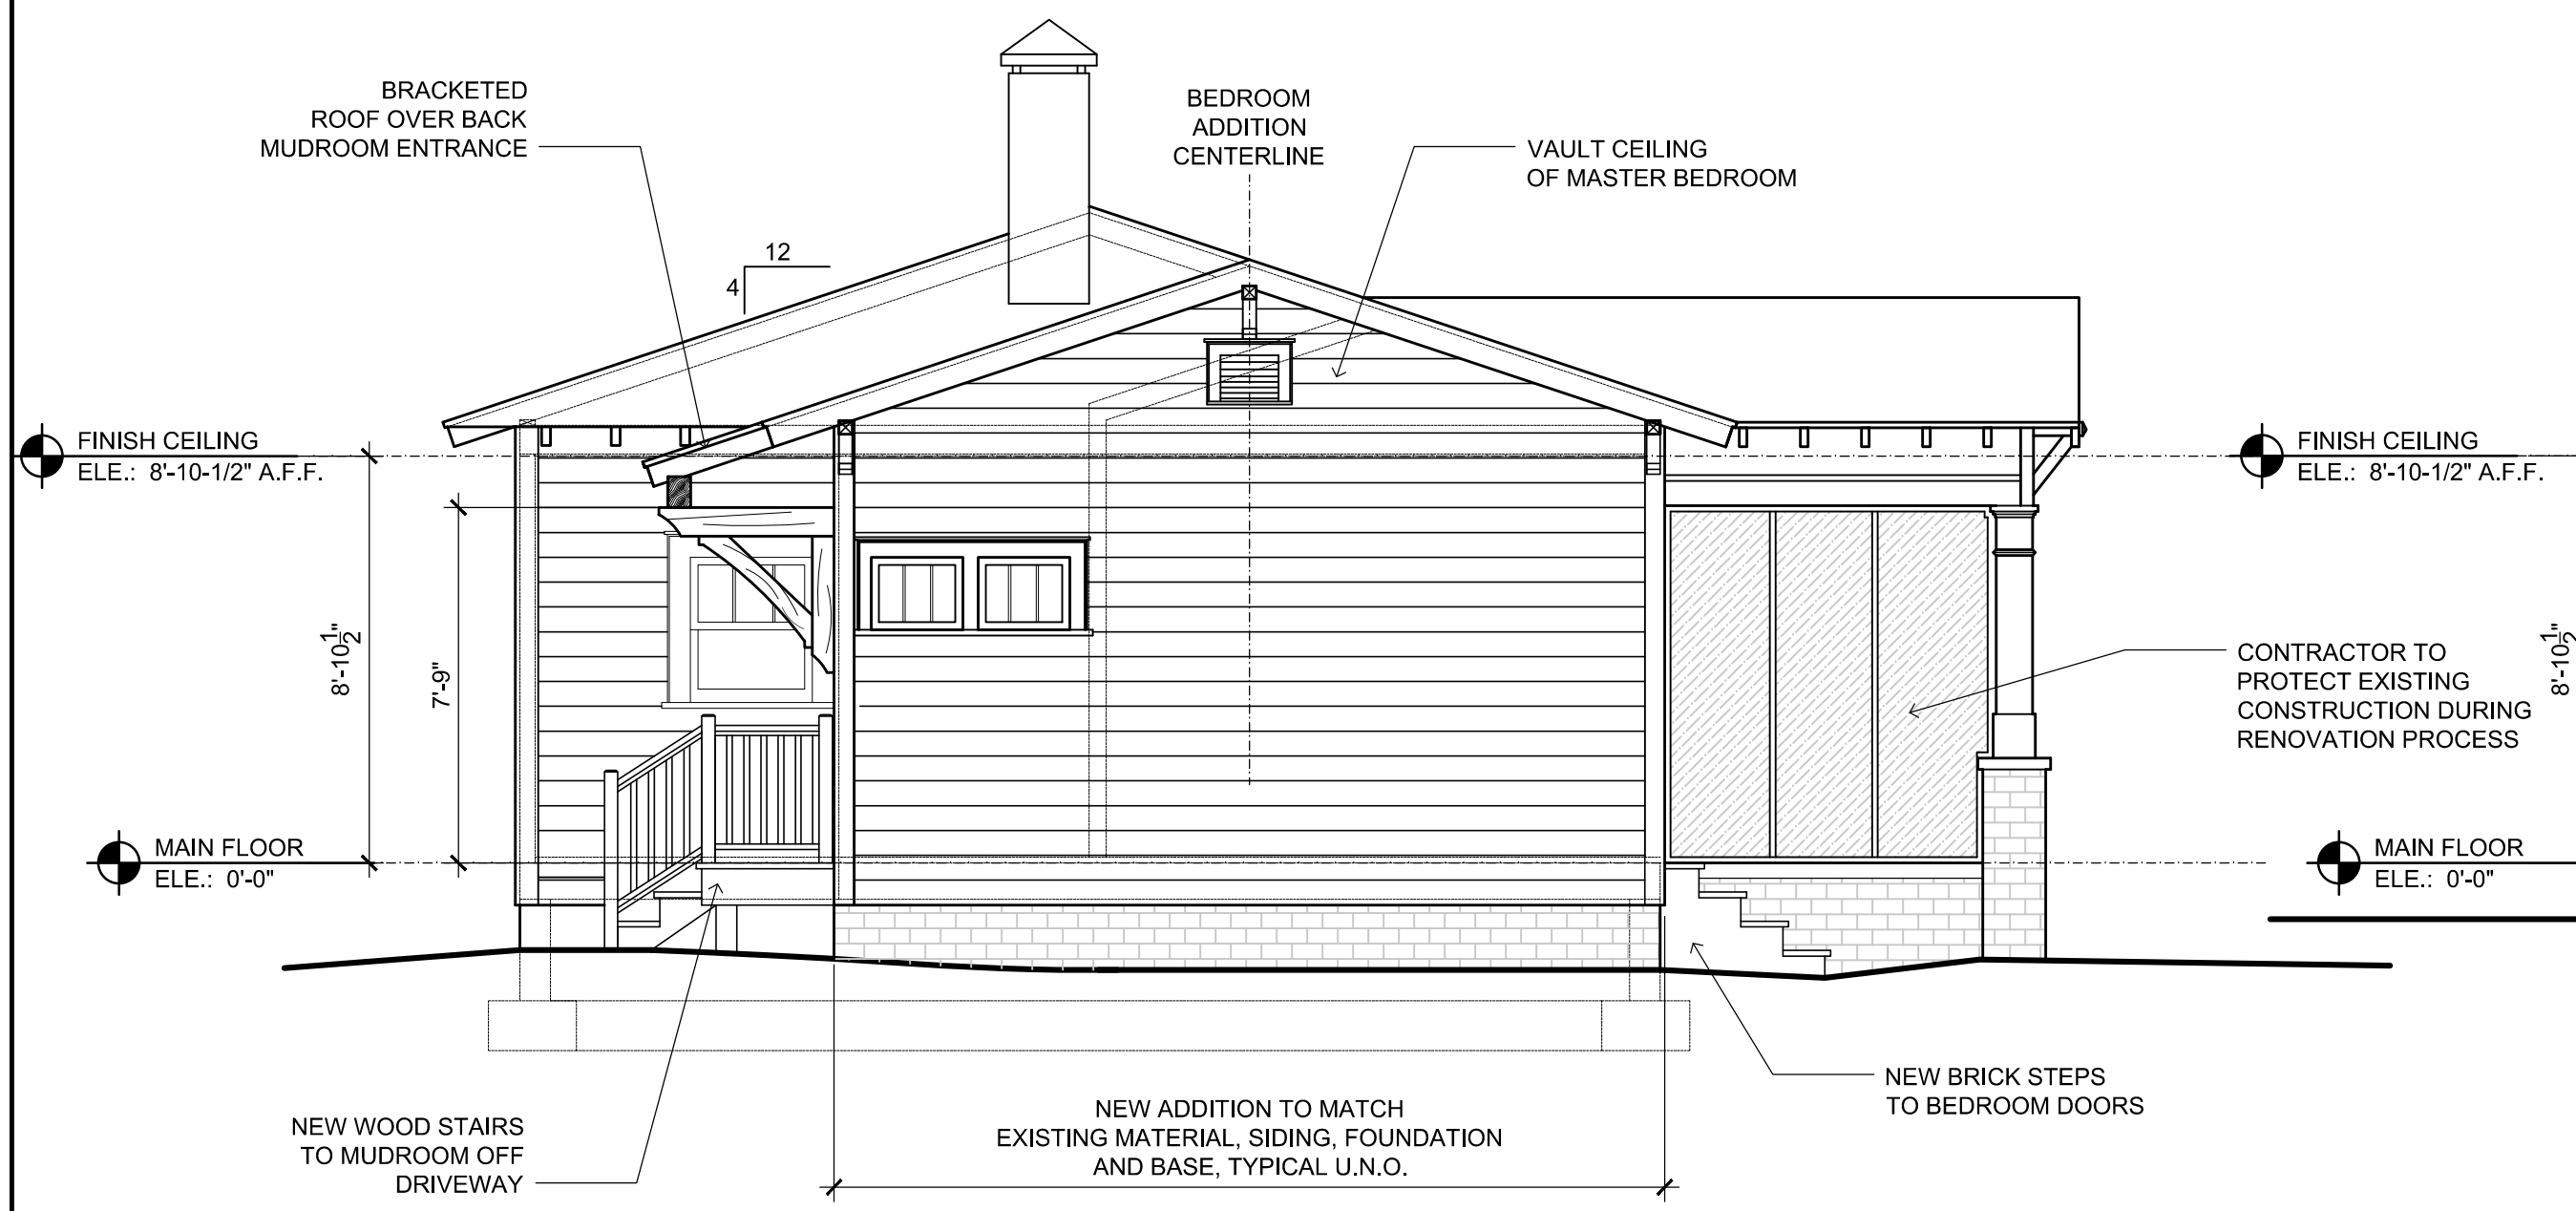 BRACKETED
ROOF OVER BACK
MUDROOM ENTRANCE
BEDROOM
ADDITION
CENTERLINE
VAULT CEILING
OF MASTER BEDROOM
12
4
FINISH CEILING
ELE.: 8'-10-1/2" A.F.F.
FINISH CEILING
ELE.: 8'-10-1/2" A.F.F.
8'-10 1/2"
7'-9"
8'-10 1/2"
CONTRACTOR TO
PROTECT EXISTING
CONSTRUCTION DURING
RENOVATION PROCESS
MAIN FLOOR
ELE.: 0'-0"
MAIN FLOOR
ELE.: 0'-0"
NEW BRICK STEPS
TO BEDROOM DOORS
NEW ADDITION TO MATCH
EXISTING MATERIAL, SIDING, FOUNDATION
AND BASE, TYPICAL U.N.O.
NEW WOOD STAIRS
TO MUDROOM OFF
DRIVEWAY